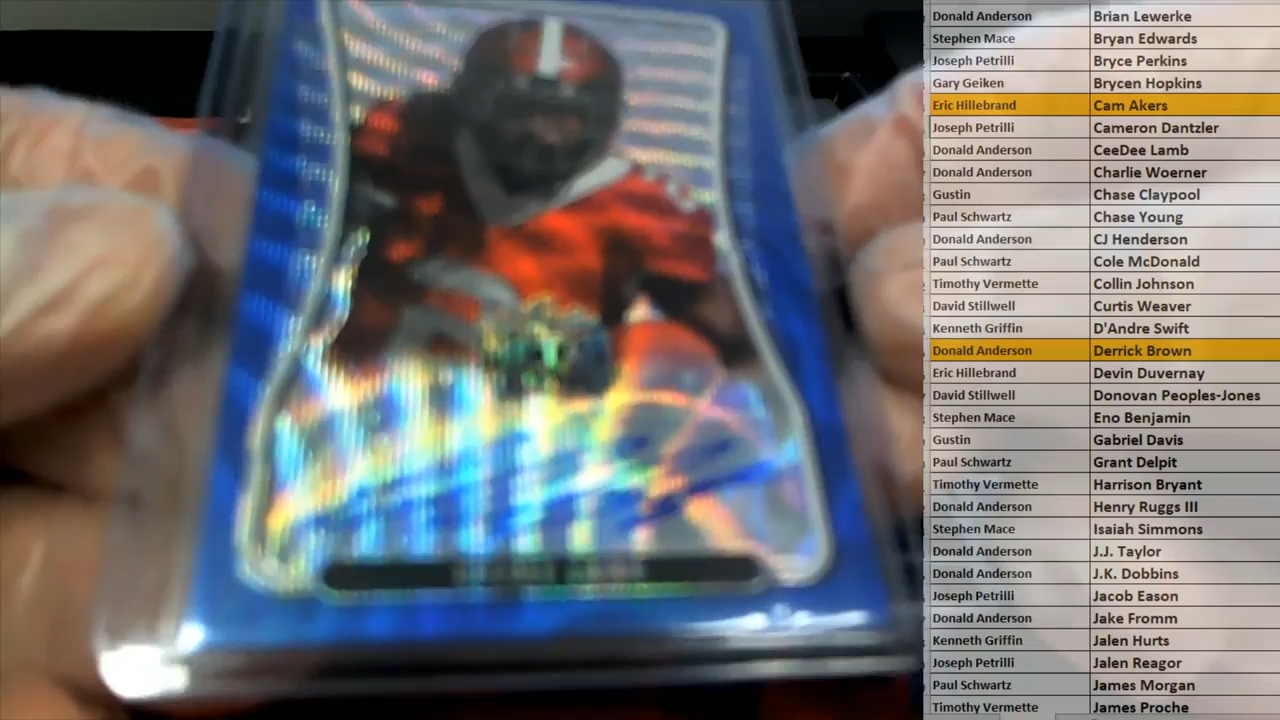 Donald Anderson Brian Lewerke
Stephen Mace Bryan Edwards
Joseph Petrilli Bryce Perkins
Gary Geiken Brycen Hopkins
Eric Hillebrand Cam Akers
Joseph Petrilli Cameron Dantzler
Donald Anderson CeeDee Lamb
Donald Anderson Charlie Woerner
Gustin Chase Claypool
Paul Schwartz Chase Young
Donald Anderson CJ Henderson
Paul Schwartz Cole McDonald
Timothy Vermette Collin Johnson
David Stillwell Curtis Weaver
Kenneth Griffin D'Andre Swift
Donald Anderson Derrick Brown
Eric Hillebrand Devin Duvernay
David Stillwell Donovan Peoples-Jones
Stephen Mace Eno Benjamin
Gustin Gabriel Davis
Paul Schwartz Grant Delpit
Timothy Vermette Harrison Bryant
Donald Anderson Henry Ruggs III
Stephen Mace Isaiah Simmons
Donald Anderson J.J. Taylor
Donald Anderson J.K. Dobbins
Joseph Petrilli Jacob Eason
Donald Anderson Jake Fromm
Kenneth Griffin Jalen Hurts
Joseph Petrilli Jalen Reagor
Paul Schwartz James Morgan
Timothy Vermette James Proche